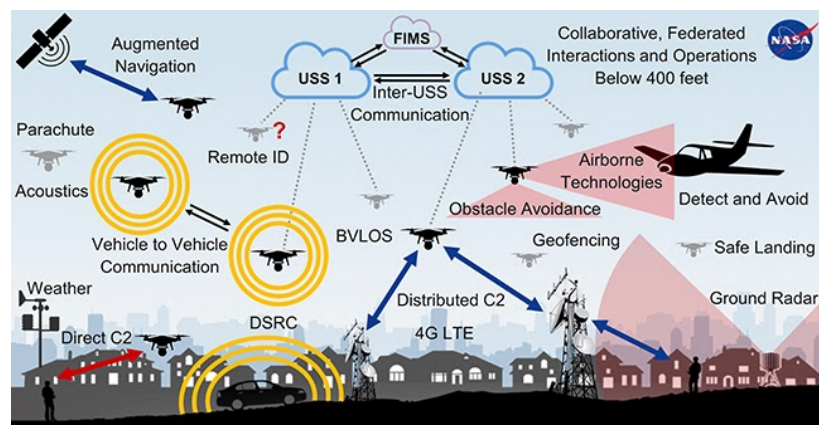 FIMS
Augmented
Navigation
USS 1
USS 2
Inter-USS
Communication
Collaborative, Federated
Interactions and Operations
Below 400 feet
NASA
Parachute
?
Remote ID
Acoustics
Airborne
Technologies
Detect and Avoid
Obstacle Avoidance
Vehicle to Vehicle
Communication
BVLOS
Geofencing
Safe Landing
Weather
Distributed C2
Ground Radar
DSRC
4G LTE
Direct C2